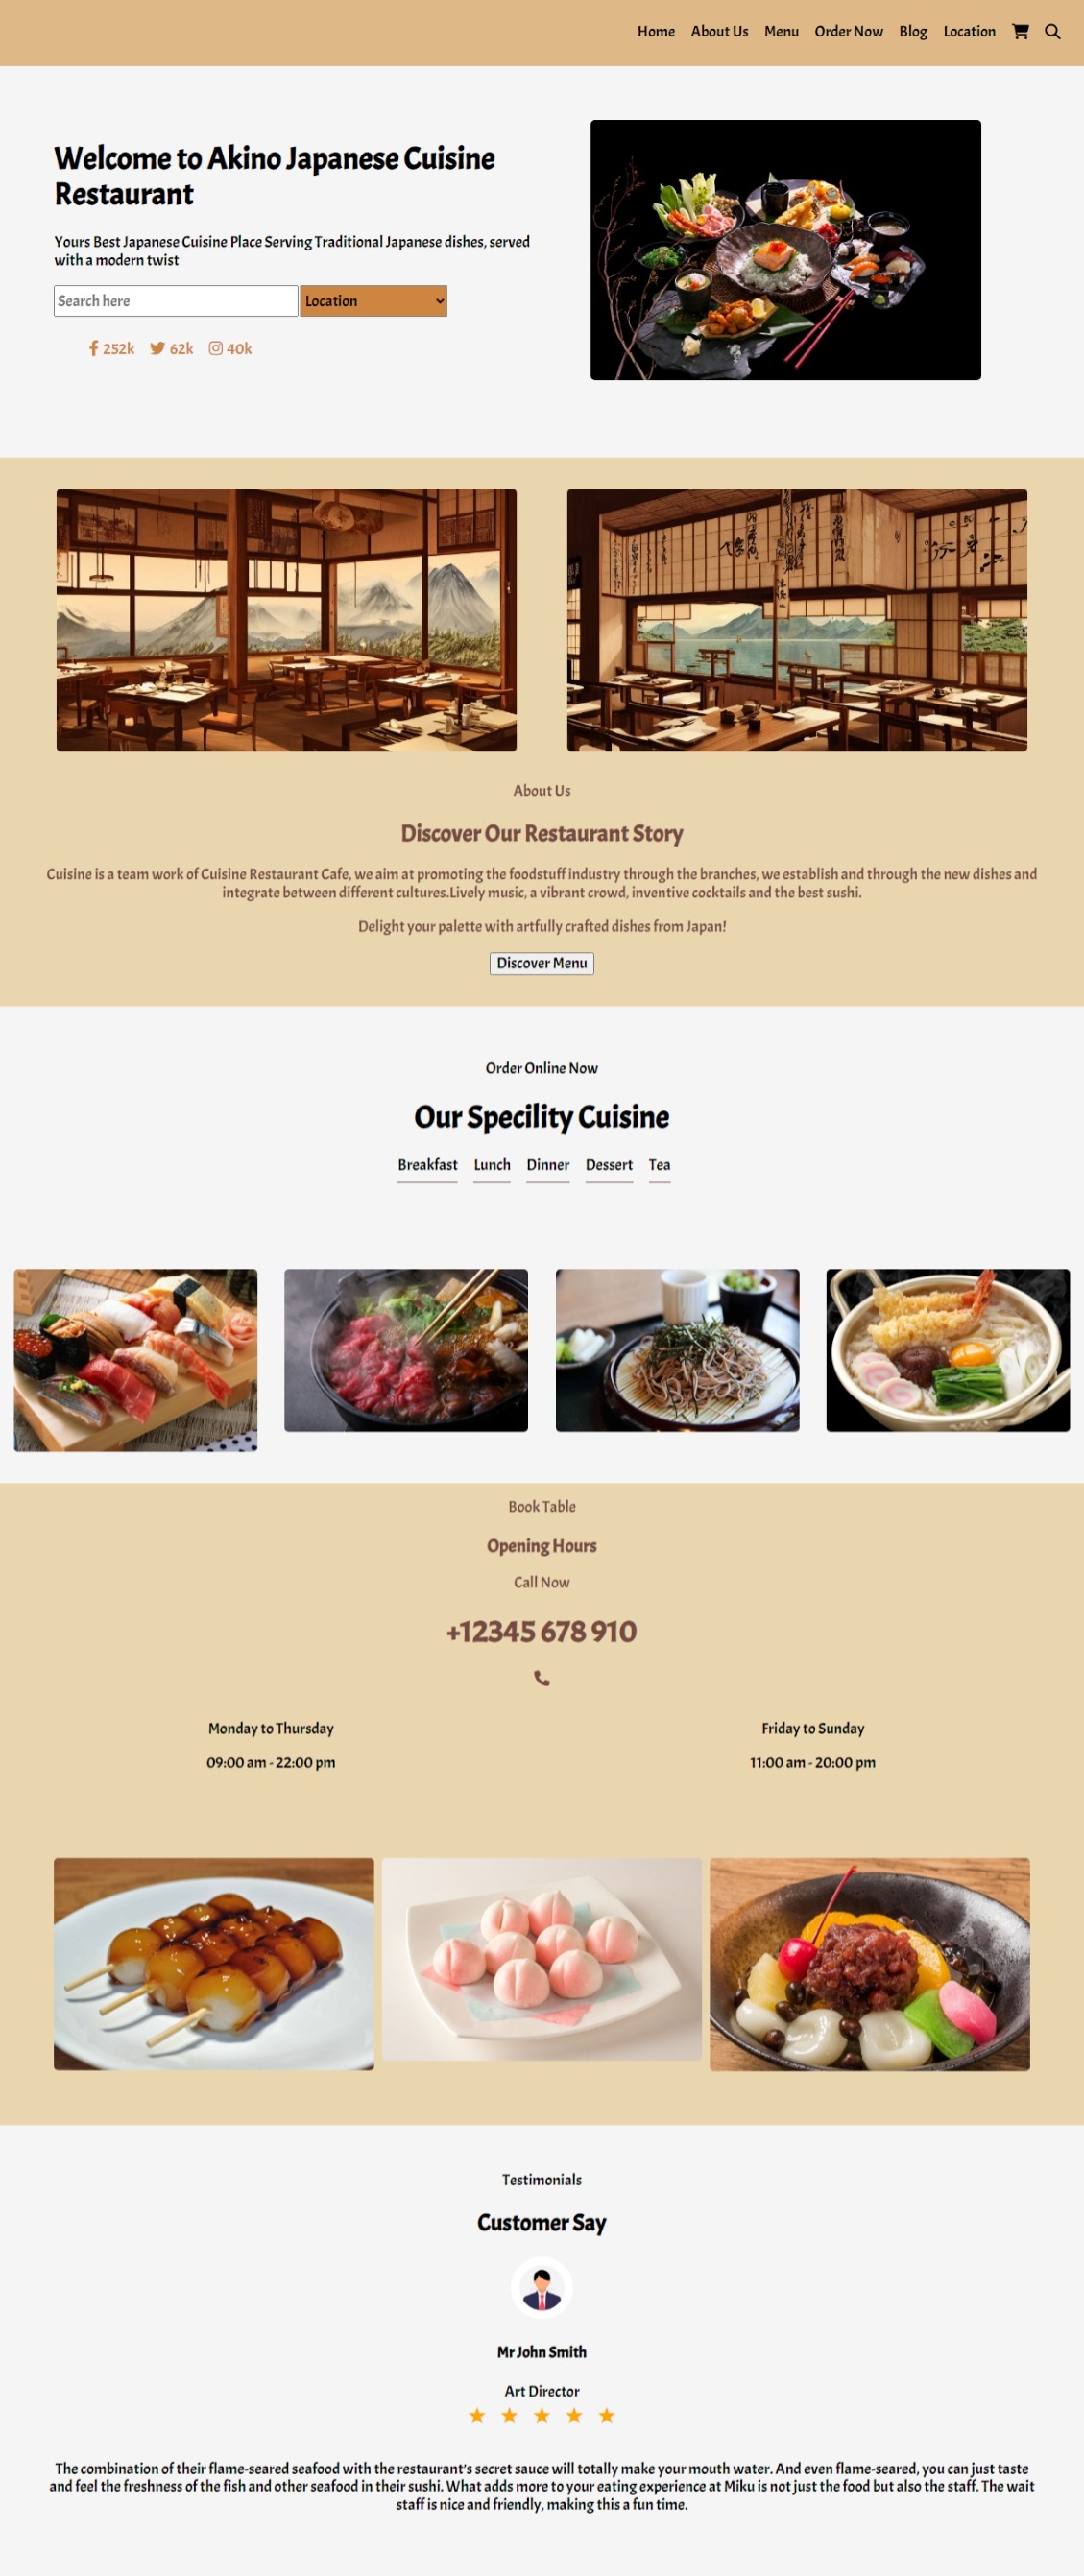 Home About Us Menu Order Now Blog Location
Welcome to Akino Japanese Cuisine
Restaurant
Yours Best Japanese Cuisine Place Serving Traditional Japanese dishes, served
with a modern twist
Search here Location
252k 62k 40k
About Us
Discover Our Restaurant Story
Cuisine is a team work of Cuisine Restaurant Cafe, we aim at promoting the foodstuff industry through the branches, we establish and through the new dishes and
integrate between different cultures.Lively music, a vibrant crowd, inventive cocktails and the best sushi.
Delight your palette with artfully crafted dishes from Japan!
Discover Menu
Order Online Now
Our Specility Cuisine
Breakfast Lunch Dinner Dessert Tea
Book Table
Opening Hours
Call Now
+12345 678 910
Monday to Thursday Friday to Sunday
09:00 am - 22:00 pm 11:00 am - 20:00 pm
Testimonials
Customer Say
Mr John Smith
Art Director
The combination of their flame-seared seafood with the restaurant's secret sauce will totally make your mouth water. And even flame-seared, you can just taste
and feel the freshness of the fish and other seafood in their sushi. What adds more to your eating experience at Miku is not just the food but also the staff. The wait
staff is nice and friendly, making this a fun time.